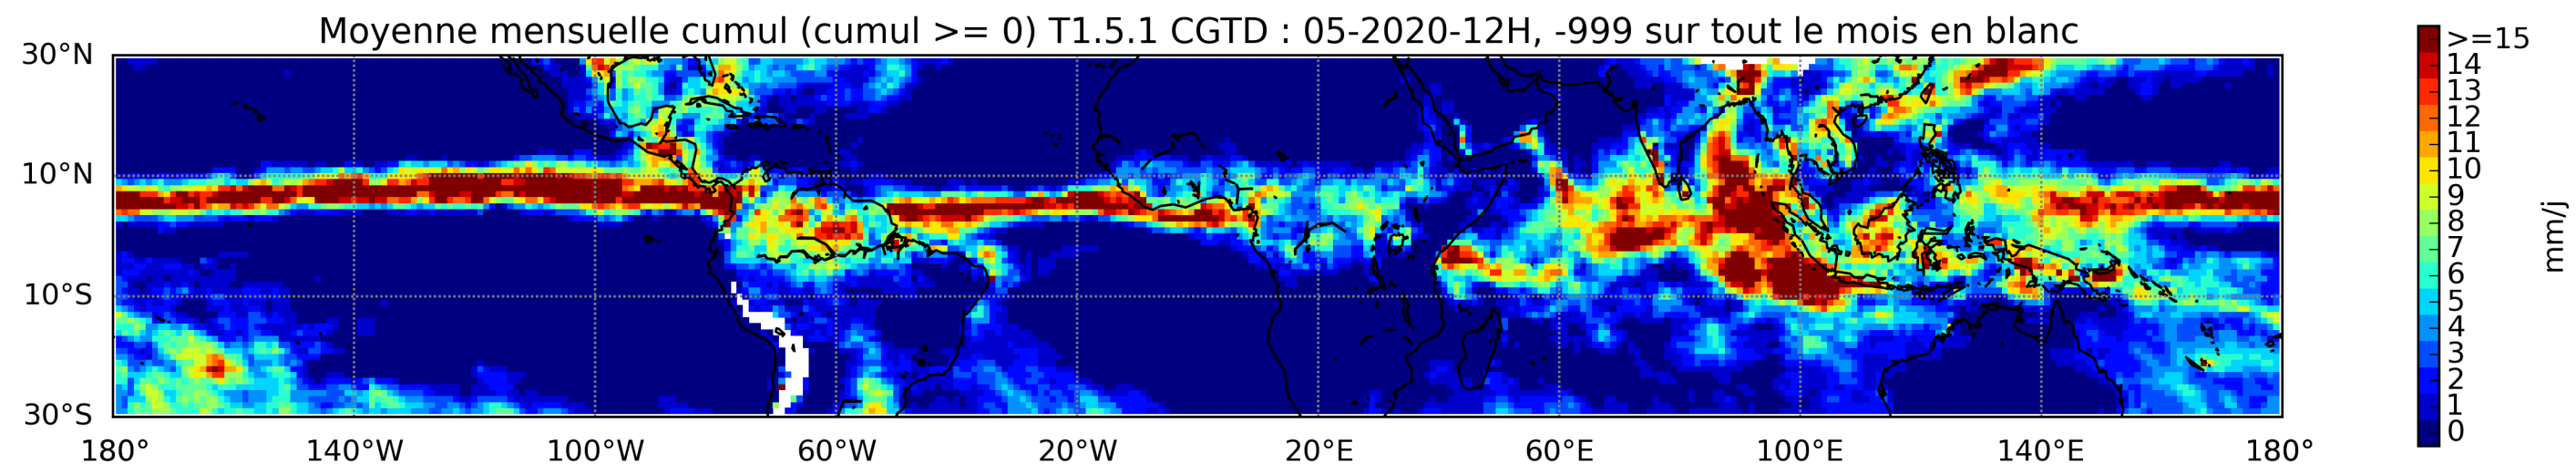 Moyenne mensuelle cumul (cumul >= 0) T1.5.1 CGTD : 05-2020-12H, -999 sur tout le mois en blanc
30°N
10°N
10°S
30°S
180°
140°W
100°W
60°W
20°W
20°E
60°E
100°E
140°E
180°
>=15
14
13
12
11
10
9
8
7
6
5
4
3
2
1
0
mm/j